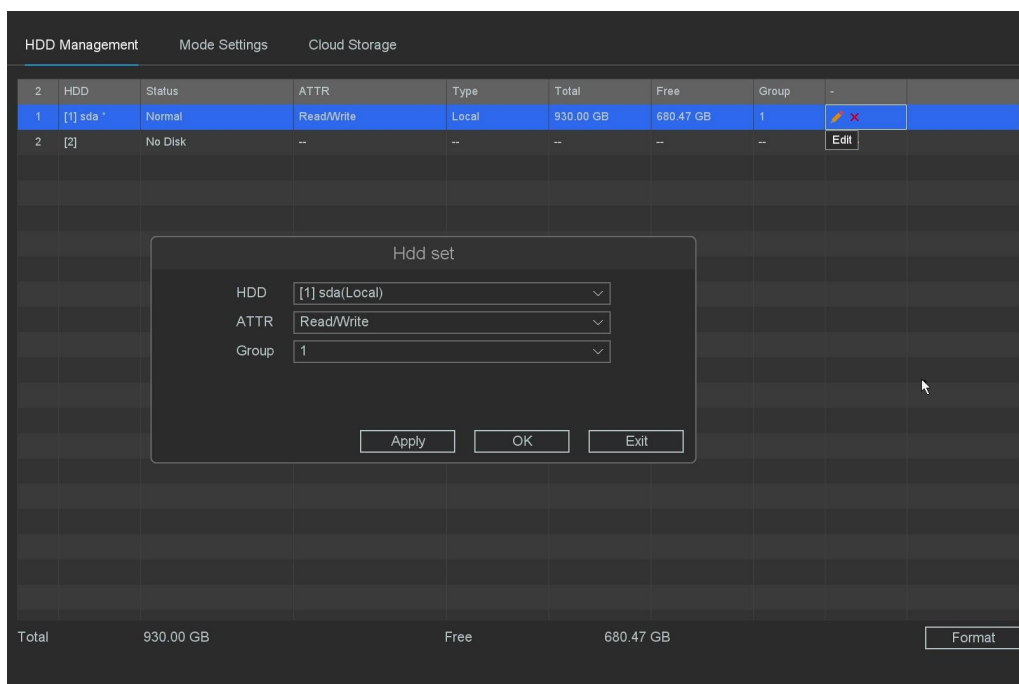 HDD Management Mode Settings Cloud Storage
2 HDD Status ATTR Type Total Free Group -
1 [1] sda * Normal Read/Write Local 930.00 GB 680.47 GB 1
2 [2] No Disk -- -- -- -- -- Edit
Hdd set
HDD [1] sda(Local)
ATTR Read/Write
Group 1
Apply OK Exit
Total 930.00 GB Free 680.47 GB Format